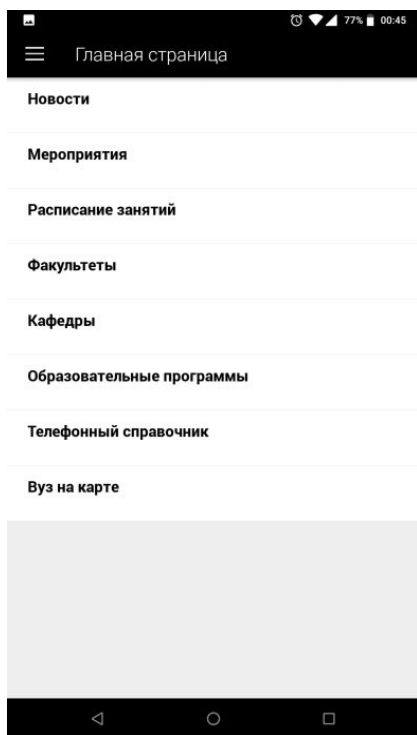 77% 00:45
Главная страница
Новости
Мероприятия
Расписание занятий
Факультеты
Кафедры
Образовательные программы
Телефонный справочник
Вуз на карте